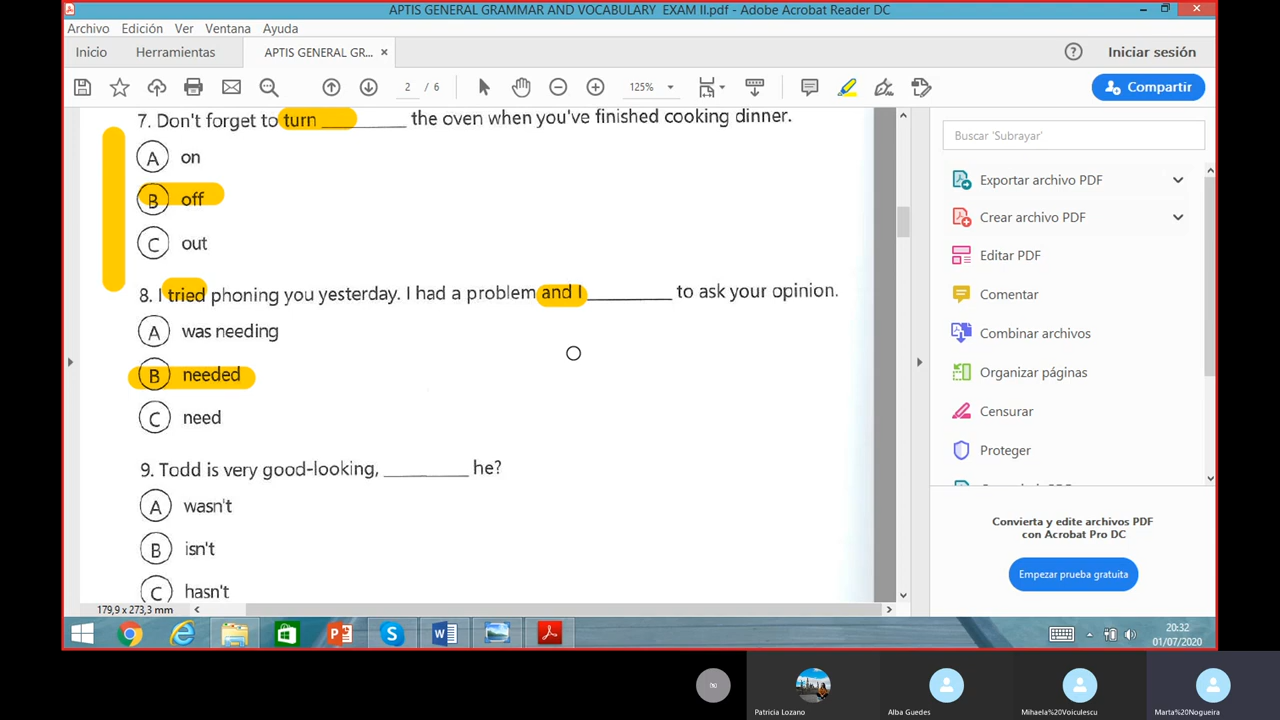 APTIS GENERAL GRAMMAR AND VOCABULARY EXAM II.pdf - Adobe Acrobat Reader DC
Archivo Edición Ver Ventana Ayuda
Inicio Herramientas APTIS GENERAL GR... × Iniciar sesión
2 / 6 125% Compartir
7. Don't forget to turn ________ the oven when you've finished cooking dinner.
A on
B off
C out
8. I tried phoning you yesterday. I had a problem and I ________ to ask your opinion.
A was needing
B needed
C need
9. Todd is very good-looking, ________ he?
A wasn't
B isn't
C hasn't
179,9 x 273,3 mm
Buscar 'Subrayar'
Exportar archivo PDF
Crear archivo PDF
Editar PDF
Comentar
Combinar archivos
Organizar páginas
Censurar
Proteger
Convierta y edite archivos PDF
con Acrobat Pro DC
Empezar prueba gratuita
20:32
01/07/2020
Patricia Lozano
Alba Guedes
Mihaela%20Voiculescu
Marta%20Nogueira